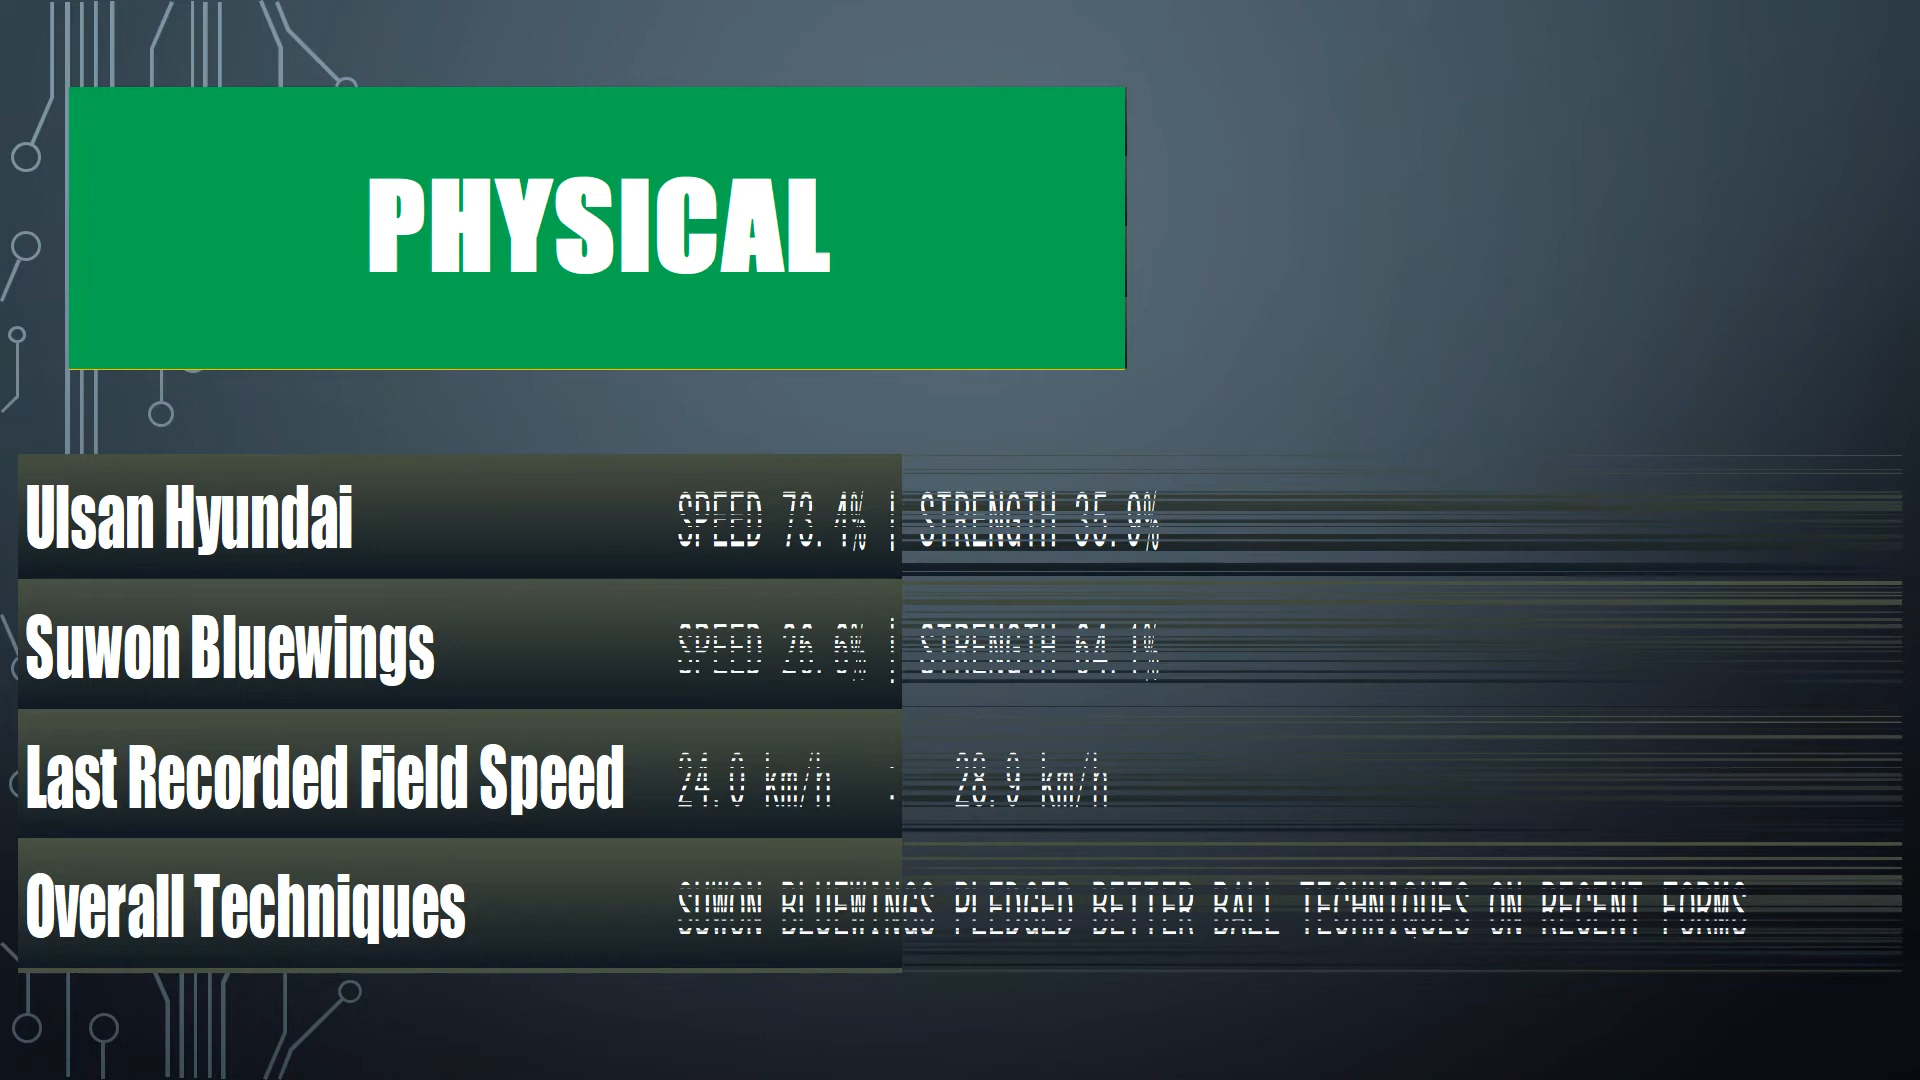 PHYSICAL
Ulsan Hyundai SPEED 73.4% | STRENGTH 35.9%
Suwon Bluewings SPEED 26.6% | STRENGTH 64.1%
Last Recorded Field Speed 24.0 km/h : 28.9 km/h
Overall Techniques SUWON BLUEWINGS PLEDGED BETTER BALL TECHNIQUES ON RECENT FORMS